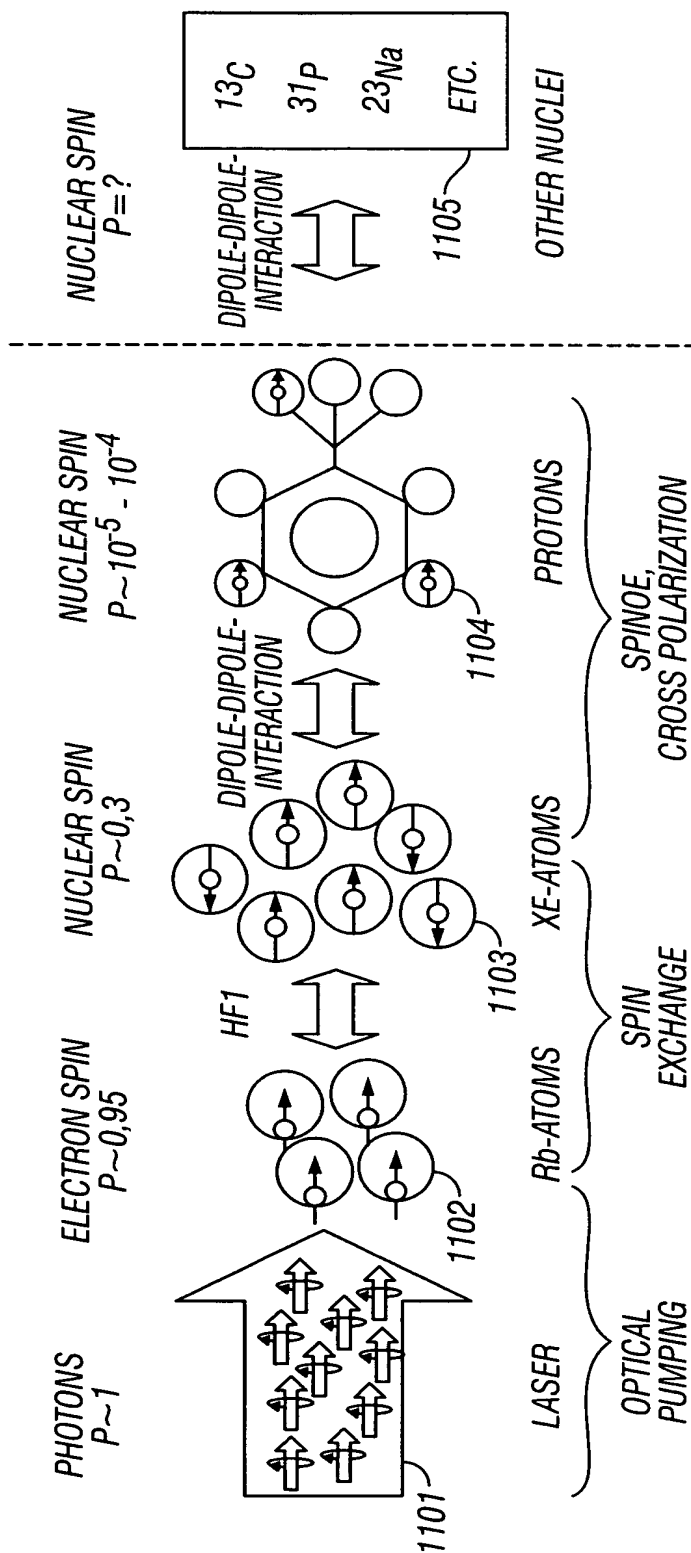 PHOTONS
P~1
ELECTRON SPIN
P~0,95
NUCLEAR SPIN
P~0,3
NUCLEAR SPIN
P~10-5 - 10-4
NUCLEAR SPIN
P=?
HF1
DIPOLE-DIPOLE-
INTERACTION
DIPOLE-DIPOLE-
INTERACTION
13C
31P
23Na
ETC.
1101
1102
1103
1104
1105
LASER
Rb-ATOMS
XE-ATOMS
PROTONS
OTHER NUCLEI
OPTICAL
PUMPING
SPIN
EXCHANGE
SPINOE,
CROSS POLARIZATION